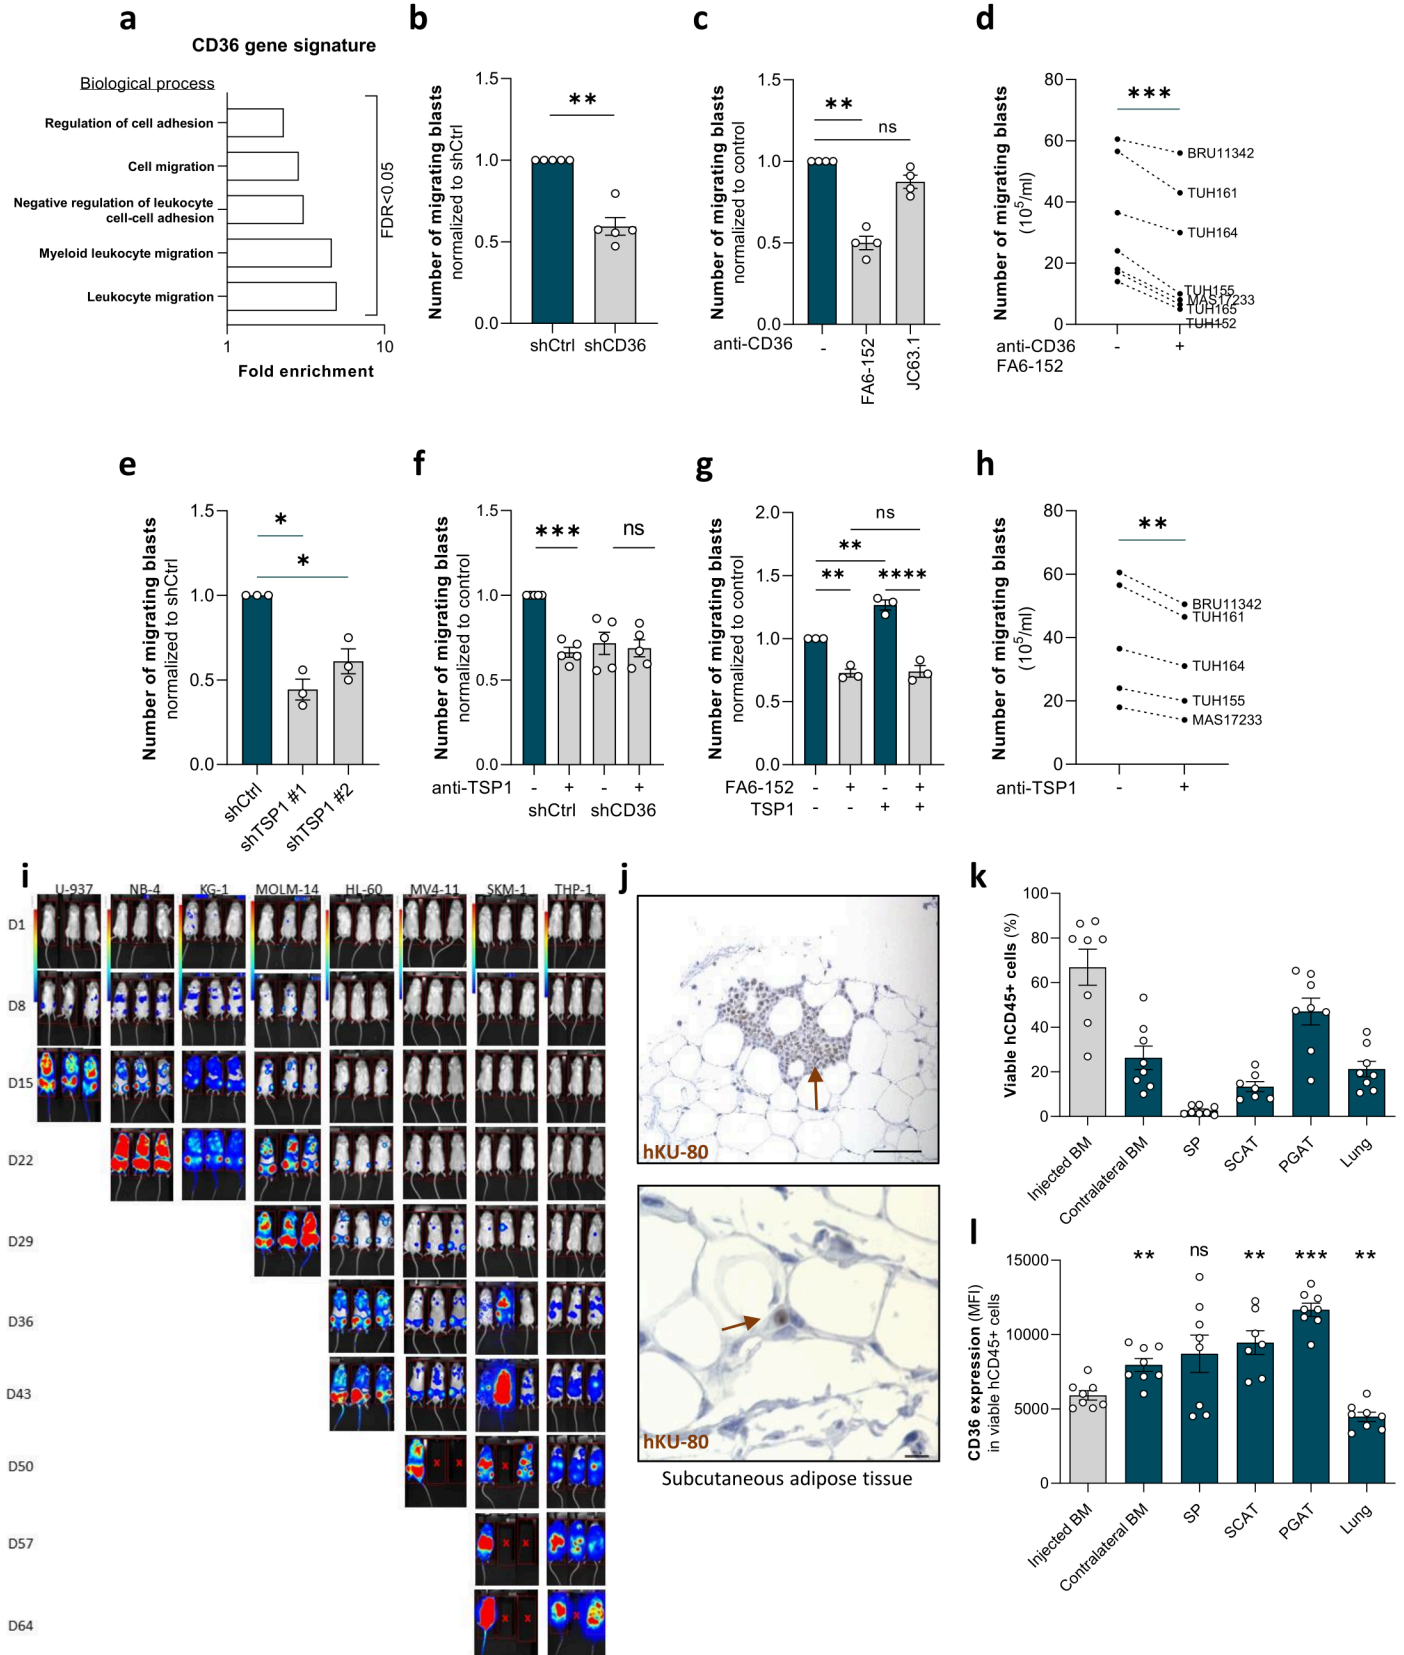 a
CD36 gene signature
Biological process
Regulation of cell adhesion
Cell migration
Negative regulation of leukocyte
cell-cell adhesion
Myeloid leukocyte migration
Leukocyte migration
FDR<0.05
1
10
Fold enrichment
b
Number of migrating blasts
normalized to shCtrl
1.5
1.0
0.5
0.0
**
shCtrl
shCD36
c
Number of migrating blasts
normalized to control
1.5
1.0
0.5
0.0
**
ns
anti-CD36
-
FA6-152
JC63.1
d
Number of migrating blasts
(10^5/ml)
80
60
40
20
0
***
BRU11342
TUH161
TUH164
TUH155
MAS17233
TUH165
TUH152
anti-CD36
FA6-152
-
+
e
Number of migrating blasts
normalized to shCtrl
1.5
1.0
0.5
0.0
*
*
shCtrl
shTSP1 #1
shTSP1 #2
f
Number of migrating blasts
normalized to control
1.5
1.0
0.5
0.0
***
ns
anti-TSP1 - + - +
shCtrl shCD36
g
Number of migrating blasts
normalized to control
2.0
1.5
1.0
0.5
0.0
ns
**
**
****
FA6-152 - + - +
TSP1 - - + +
h
Number of migrating blasts
(10^5/ml)
80
60
40
20
0
**
BRU11342
TUH161
TUH164
TUH155
MAS17233
anti-TSP1 - +
i
U-937 NB-4 KG-1 MOLM-14 HL-60 MV4-11 SKM-1 THP-1
D1
D8
D15
D22
D29
D36
D43
D50
x x x
D57
x x
D64
x x x
j
hKU-80
hKU-80
Subcutaneous adipose tissue
k
Viable hCD45+ cells (%)
100
80
60
40
20
0
Injected BM
Contralateral BM
SP
SCAT
PGAT
Lung
l
CD36 expression (MFI)
in viable hCD45+ cells
15000
10000
5000
0
** ns ** *** **
Injected BM
Contralateral BM
SP
SCAT
PGAT
Lung